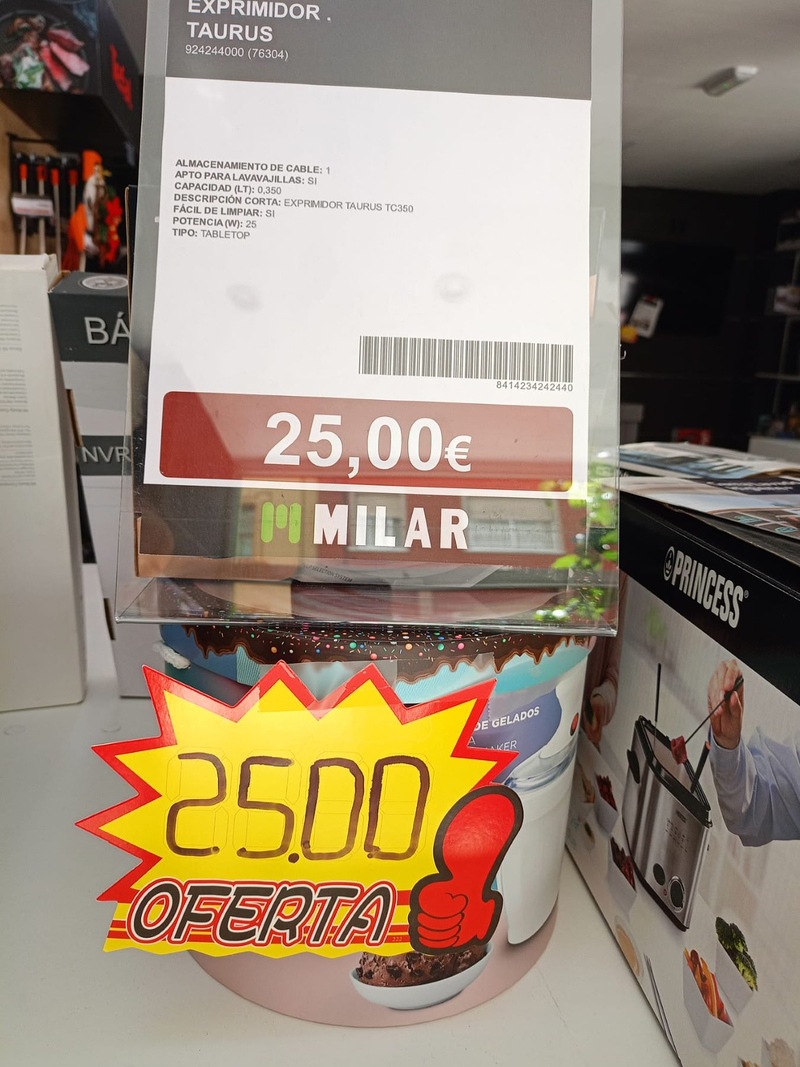 EXPRIMIDOR .
TAURUS
924244000 (76304)
ALMACENAMIENTO DE CABLE: 1
APTO PARA LAVAVAJILLAS: SI
CAPACIDAD (LT): 0,350
DESCRIPCIÓN CORTA: EXPRIMIDOR TAURUS TC350
FÁCIL DE LIMPIAR: SI
POTENCIA (W): 25
TIPO: TABLETOP
8414234242440
25,00€
MILAR
BÁ
NVR
PRINCESS®
DE GELADOS
AKER
25.00
OFERTA